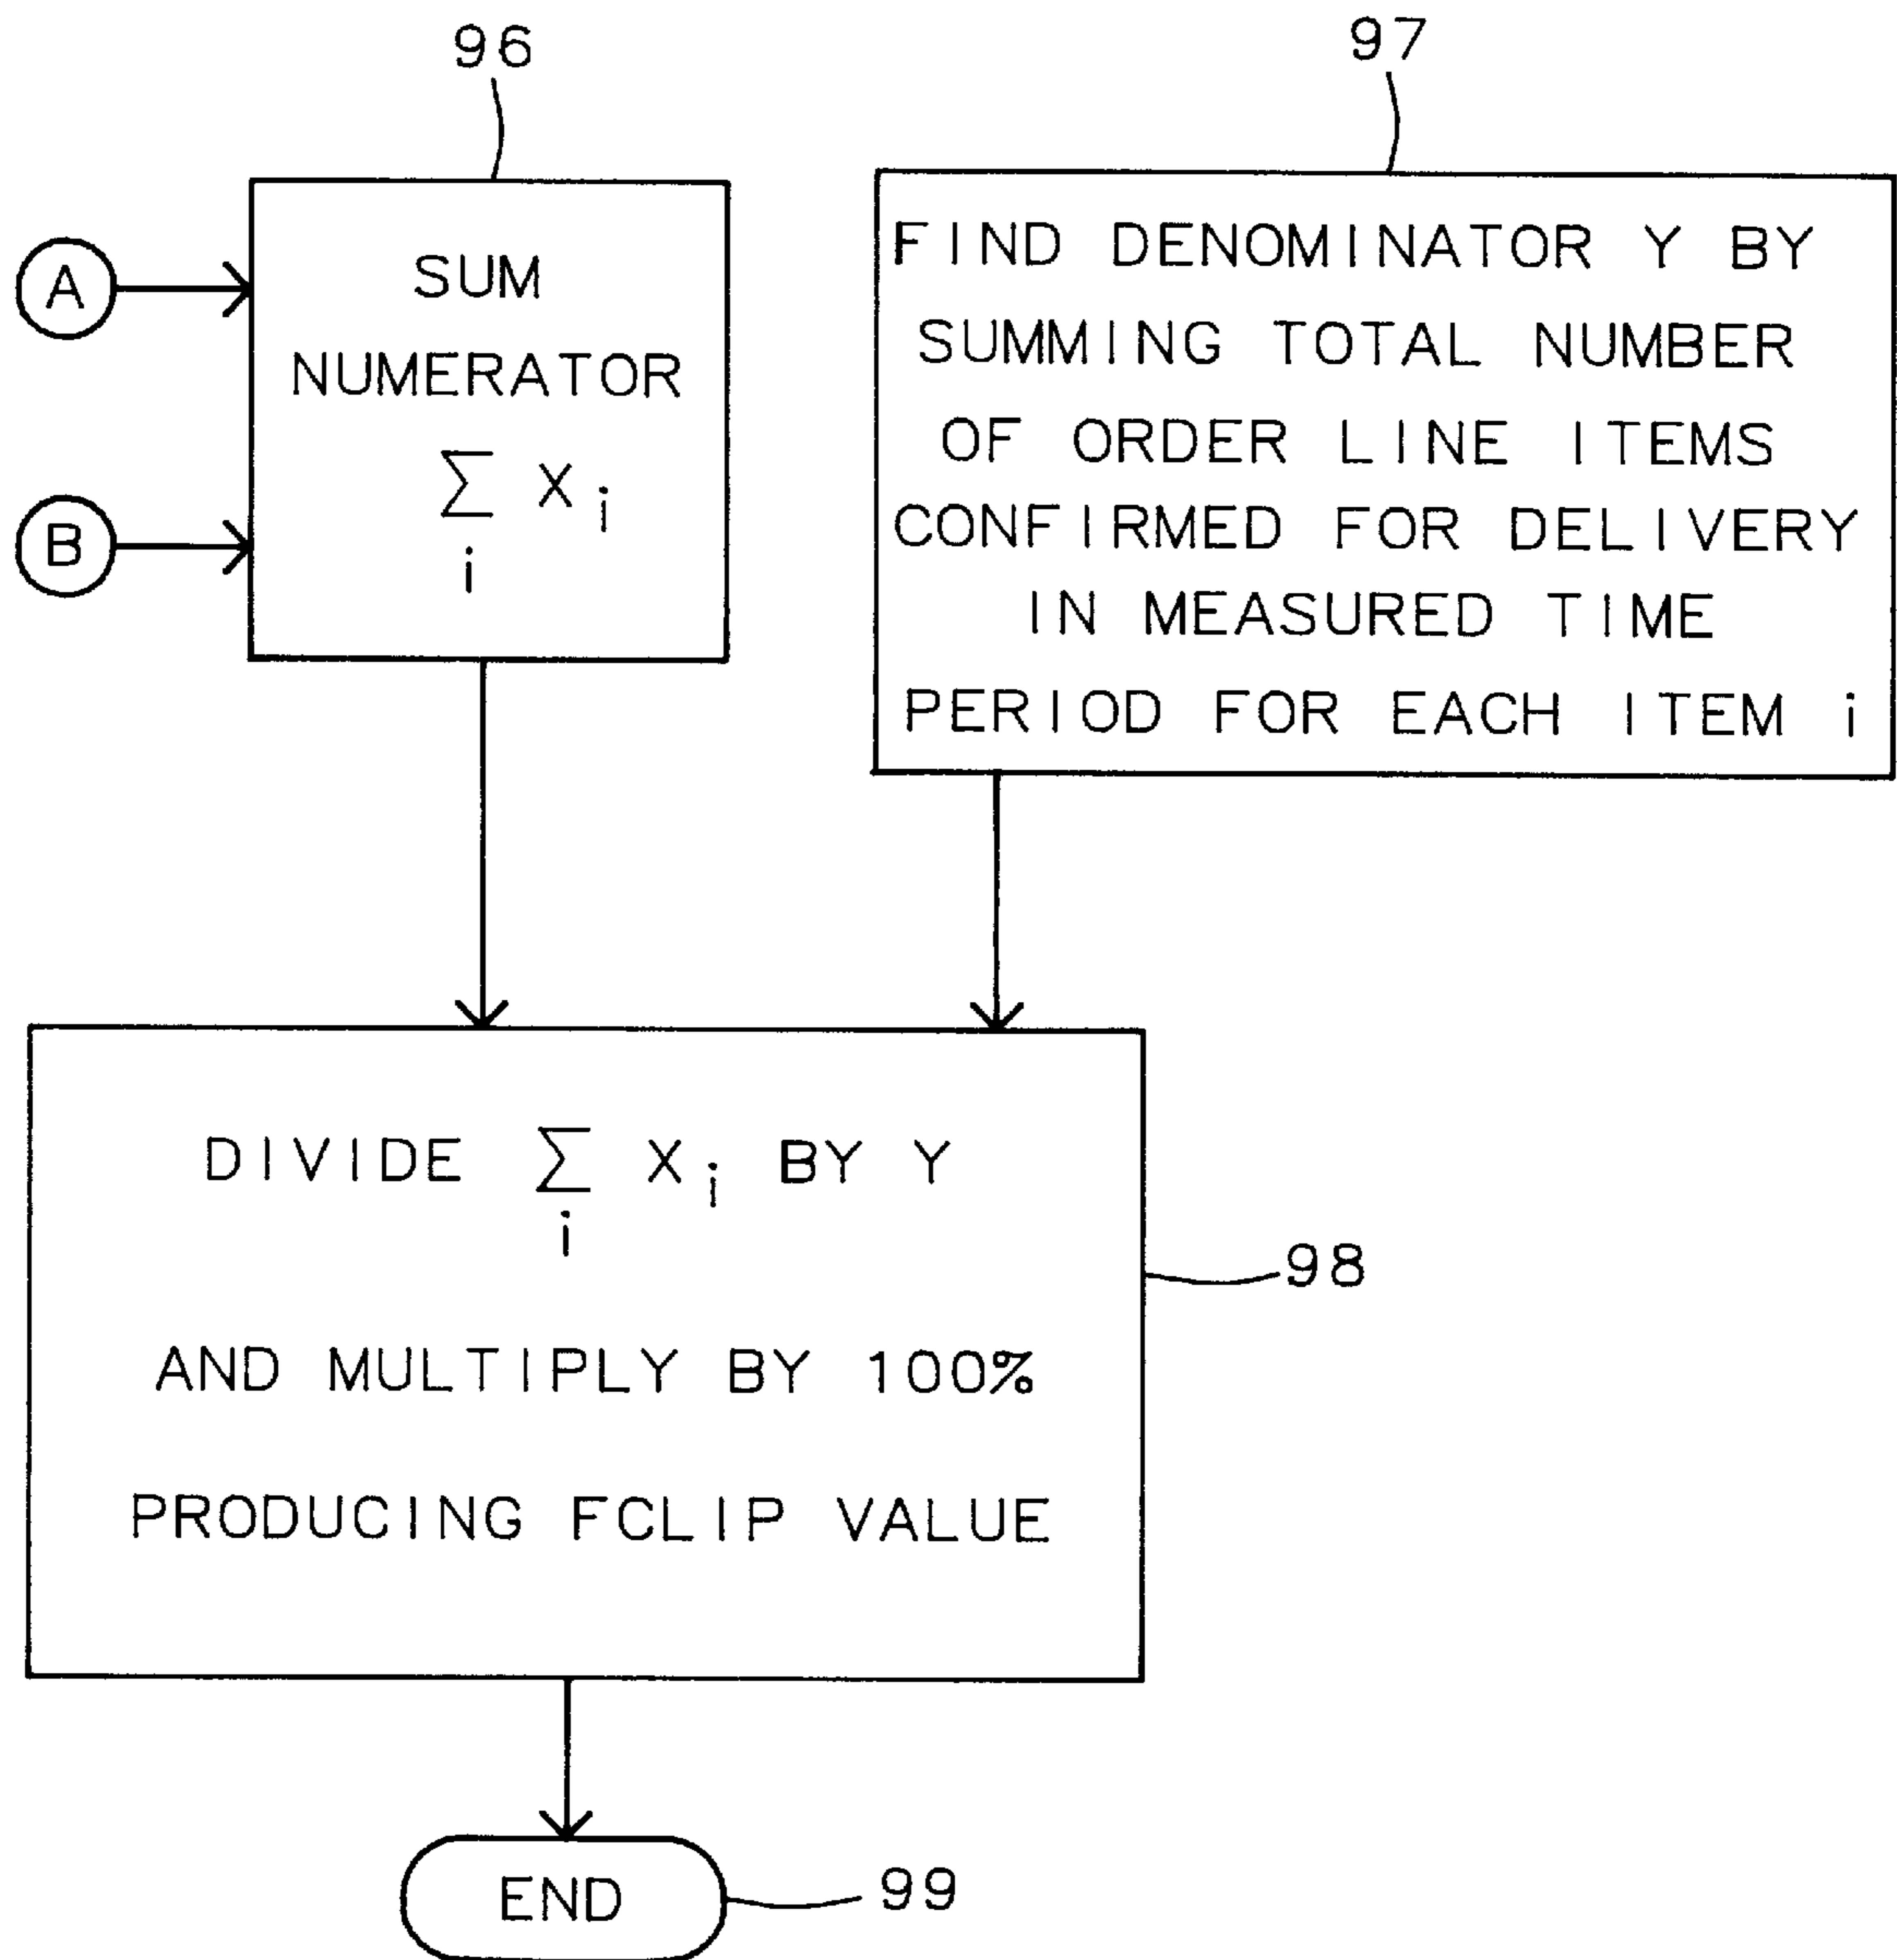 96
97
A
B
SUM
NUMERATOR
∑ X i
i
FIND DENOMINATOR Y BY
SUMMING TOTAL NUMBER
OF ORDER LINE ITEMS
CONFIRMED FOR DELIVERY
IN MEASURED TIME
PERIOD FOR EACH ITEM i
DIVIDE ∑ X i BY Y
i
AND MULTIPLY BY 100%
PRODUCING FCLIP VALUE
98
END
99